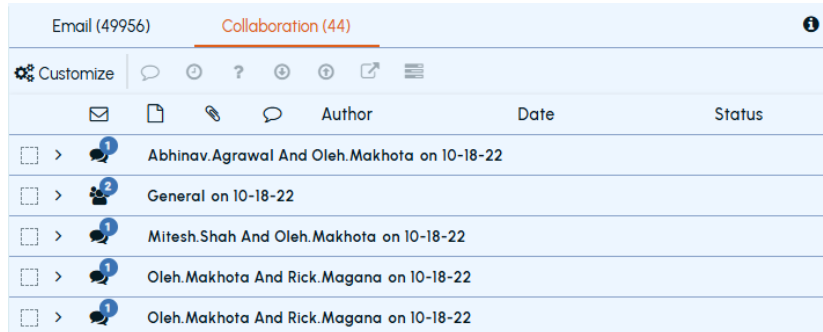 Email (49956) Collaboration (44)
Customize ?
Author Date Status
1
Abhinav.Agrawal And Oleh.Makhota on 10-18-22
2
General on 10-18-22
1
Mitesh.Shah And Oleh.Makhota on 10-18-22
1
Oleh.Makhota And Rick.Magana on 10-18-22
1
Oleh.Makhota And Rick.Magana on 10-18-22